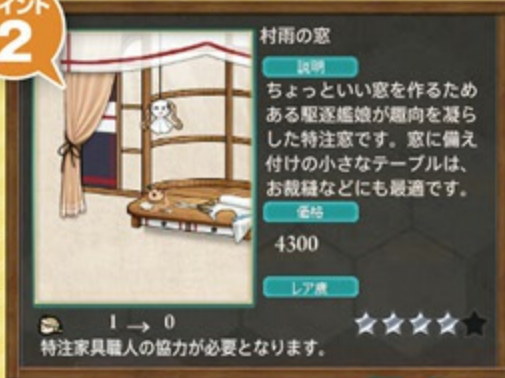 イント
2
村雨の窓
説明
ちょっといい窓を作るため
ある駆逐艦娘が趣向を凝ら
した特注窓です。窓に備え
付けの小さなテーブルは、
お裁縫などにも最適です。
価格
4300
レア度
1 → 0
特注家具職人の協力が必要となります。